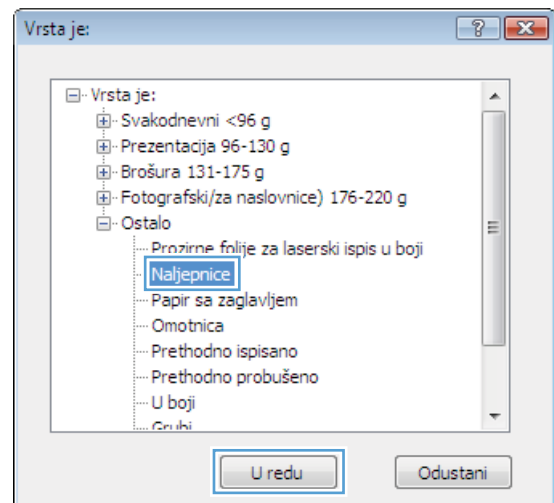 Vrsta je:
Vrsta je:
Svakodnevni <96 g
Prezentacija 96-130 g
Brošura 131-175 g
Fotografski/za naslovnice) 176-220 g
Ostalo
Prozirne folije za laserski ispis u boji
Naljepnice
Papir sa zaglavljem
Omotnica
Prethodno ispisano
Prethodno probušeno
U boji
Grubi
U redu
Odustani